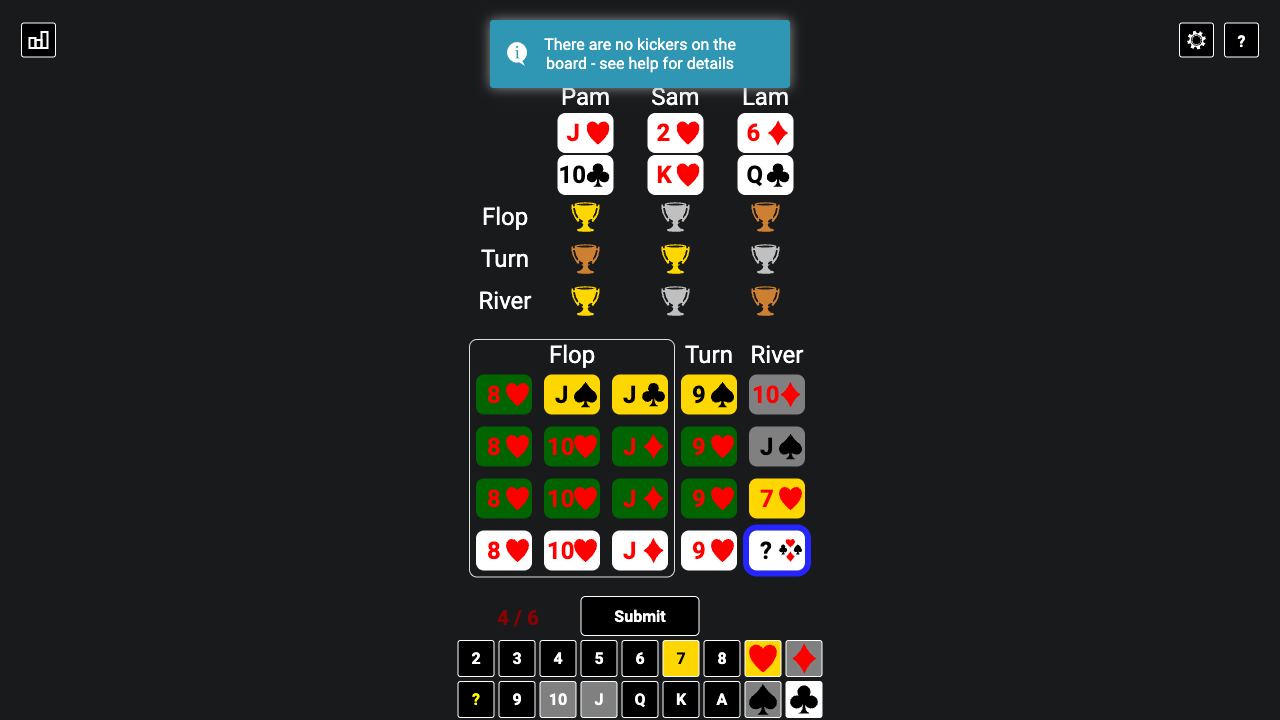 There are no kickers on the
board - see help for details
?
Pam Sam Lam
J 2 6
10 K Q
Flop
Turn
River
Flop Turn River
8 J J 9 10
8 10 J 9 J
8 10 J 9 7
8 10 J 9 ?
4 / 6 Submit
2 3 4 5 6 7 8
? 9 10 J Q K A